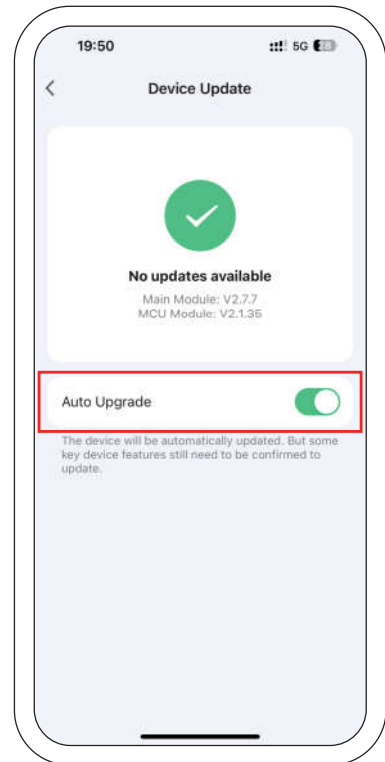 19:50
5G 28
Device Update
No updates available
Main Module: V2.7.7
MCU Module: V2.1.35
Auto Upgrade
The device will be automatically updated. But some
key device features still need to be confirmed to
update.